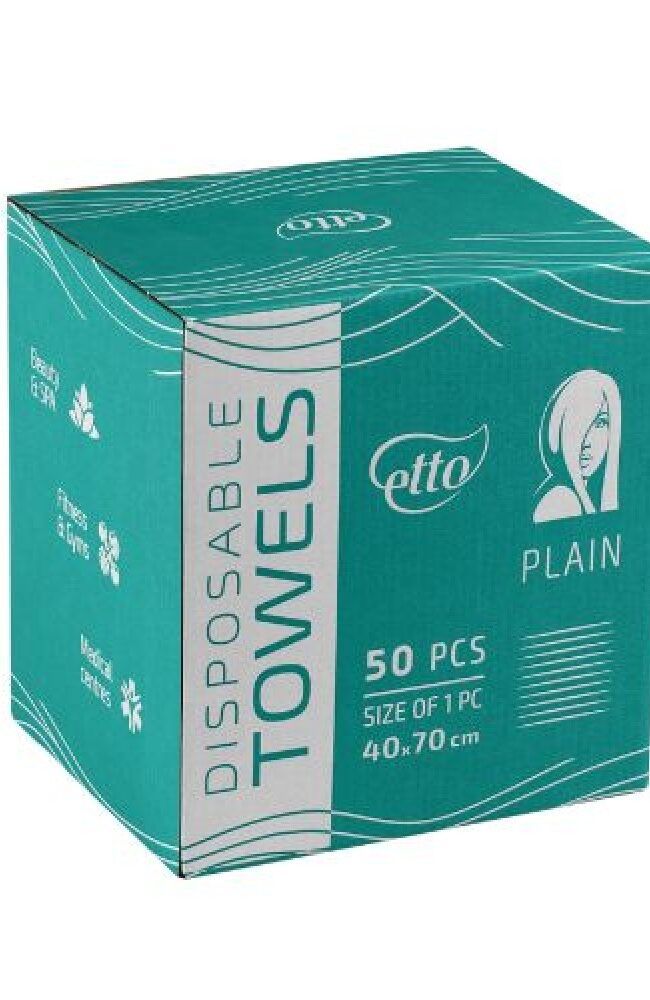 etto
Beauty
& SPA
Fitness
& Gyms
Medical
centres
DISPOSABLE
TOWELS
etto
PLAIN
50 PCS
SIZE OF 1 PC
40x70 cm